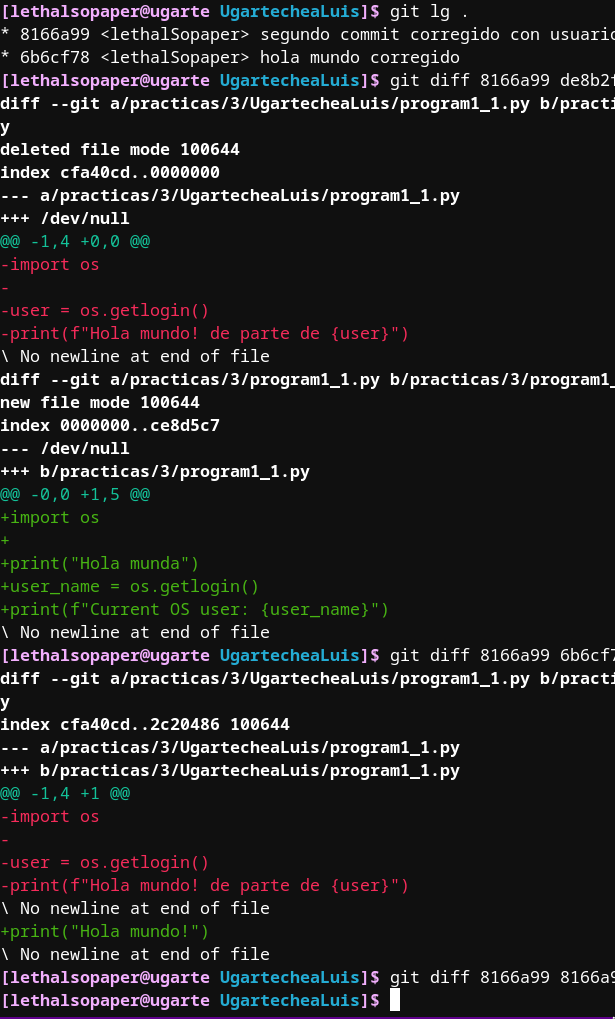 [lethalsopaper@ugarte UgartecheaLuis]$ git lg .
* 8166a99 <lethalSopaper> segundo commit corregido con usuario
* 6b6cf78 <lethalSopaper> hola mundo corregido
[lethalsopaper@ugarte UgartecheaLuis]$ git diff 8166a99 de8b2f
diff --git a/practicas/3/UgartecheaLuis/program1_1.py b/practi
y
deleted file mode 100644
index cfa40cd..0000000
--- a/practicas/3/UgartecheaLuis/program1_1.py
+++ /dev/null
@@ -1,4 +0,0 @@
-import os
-
-user = os.getlogin()
-print(f"Hola mundo! de parte de {user}")
\ No newline at end of file
diff --git a/practicas/3/program1_1.py b/practicas/3/program1_
new file mode 100644
index 0000000..ce8d5c7
--- /dev/null
+++ b/practicas/3/program1_1.py
@@ -0,0 +1,5 @@
+import os
+
+print("Hola munda")
+user_name = os.getlogin()
+print(f"Current OS user: {user_name}")
\ No newline at end of file
[lethalsopaper@ugarte UgartecheaLuis]$ git diff 8166a99 6b6cf7
diff --git a/practicas/3/UgartecheaLuis/program1_1.py b/practi
y
index cfa40cd..2c20486 100644
--- a/practicas/3/UgartecheaLuis/program1_1.py
+++ b/practicas/3/UgartecheaLuis/program1_1.py
@@ -1,4 +1 @@
-import os
-
-user = os.getlogin()
-print(f"Hola mundo! de parte de {user}")
\ No newline at end of file
+print("Hola mundo!")
\ No newline at end of file
[lethalsopaper@ugarte UgartecheaLuis]$ git diff 8166a99 8166a9
[lethalsopaper@ugarte UgartecheaLuis]$